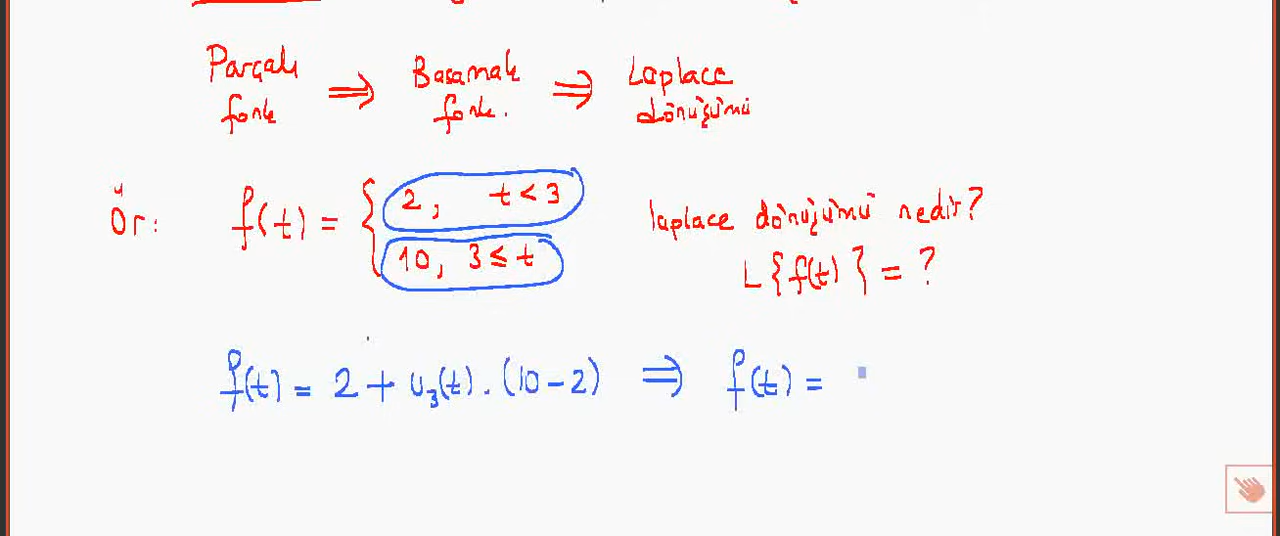 Parçalı fonk ⇒ Basamak fonk. ⇒ Laplace dönüşümü
Ör: f(t) = { 2, t < 3
10, 3 ≤ t
laplace dönüşümü nedir?
L{f(t)} = ?
f(t) = 2 + u₃(t) . (10 - 2) ⇒ f(t) =